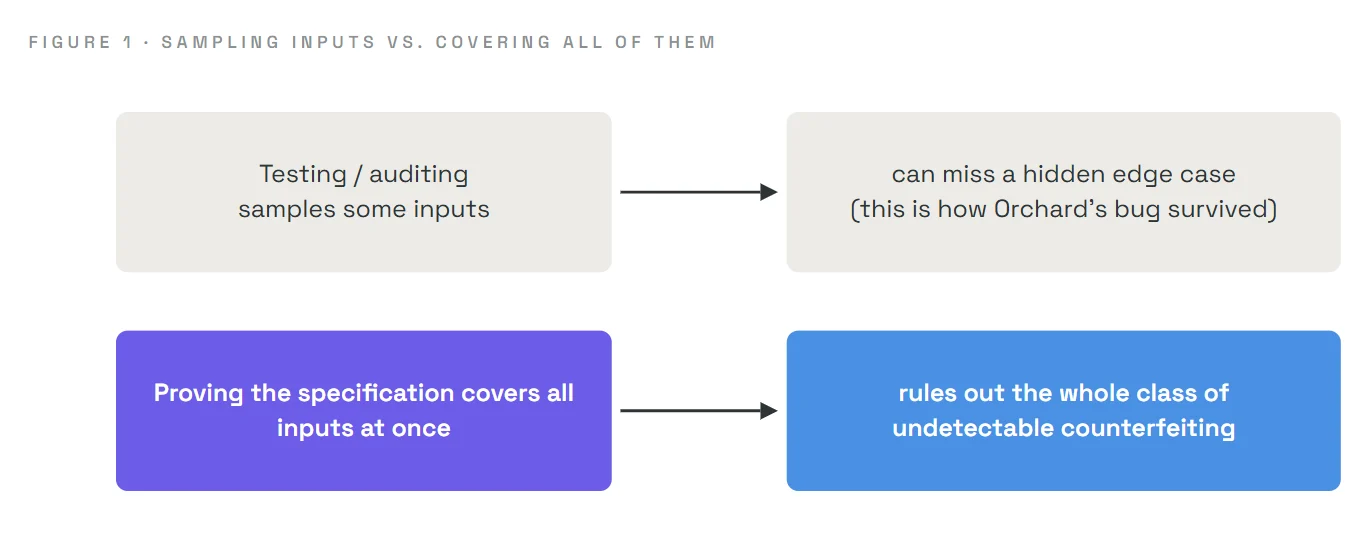 FIGURE 1 · SAMPLING INPUTS VS. COVERING ALL OF THEM
Testing / auditing
samples some inputs
can miss a hidden edge case
(this is how Orchard’s bug survived)
Proving the specification covers all
inputs at once
rules out the whole class of
undetectable counterfeiting